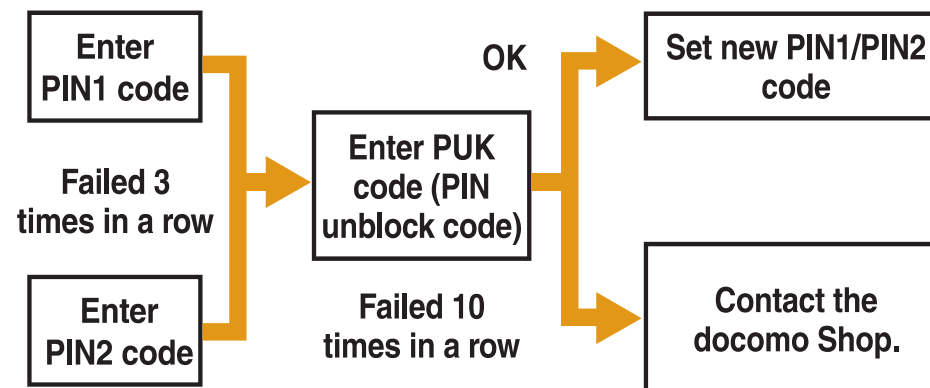 Enter
PIN1 code
Failed 3
times in a row
Enter
PIN2 code
Enter PUK
code (PIN
unblock code)
OK
Failed 10
times in a row
Set new PIN1/PIN2
code
Contact the
docomo Shop.